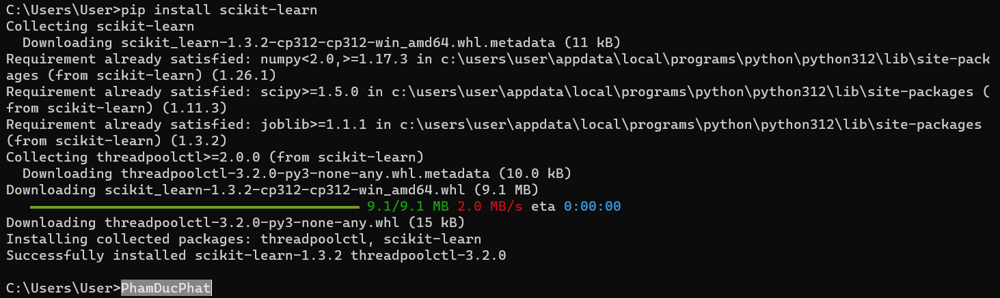 C:\Users\User>pip install scikit-learn
Collecting scikit-learn
  Downloading scikit_learn-1.3.2-cp312-cp312-win_amd64.whl.metadata (11 kB)
Requirement already satisfied: numpy<2.0,>=1.17.3 in c:\users\user\appdata\local\programs\python\python312\lib\site-pack
ages (from scikit-learn) (1.26.1)
Requirement already satisfied: scipy>=1.5.0 in c:\users\user\appdata\local\programs\python\python312\lib\site-packages (
from scikit-learn) (1.11.3)
Requirement already satisfied: joblib>=1.1.1 in c:\users\user\appdata\local\programs\python\python312\lib\site-packages
(from scikit-learn) (1.3.2)
Collecting threadpoolctl>=2.0.0 (from scikit-learn)
  Downloading threadpoolctl-3.2.0-py3-none-any.whl.metadata (10.0 kB)
Downloading scikit_learn-1.3.2-cp312-cp312-win_amd64.whl (9.1 MB)
9.1/9.1 MB 2.0 MB/s eta 0:00:00
Downloading threadpoolctl-3.2.0-py3-none-any.whl (15 kB)
Installing collected packages: threadpoolctl, scikit-learn
Successfully installed scikit-learn-1.3.2 threadpoolctl-3.2.0
C:\Users\User>PhamDucPhat